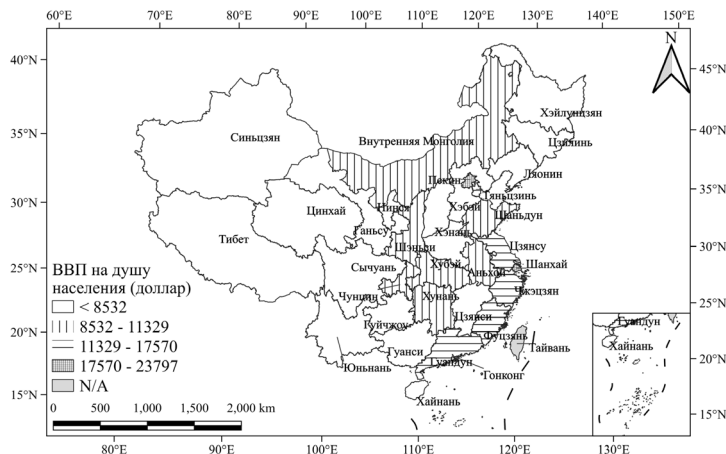 60°E 70°E 80°E 90°E 100°E 110°E 120°E 130°E 140°E 150°E
N
40°N
45°N
Хэйлунцзян
35°N
40°N
Синьцзян
Внутренняя Монголия
Цзилинь
Ляонин
Пекин
35°N
Тяньцзинь
30°N
Цинхай
Нинся
Хэбэй
Шаньдун
Ганьсу
Хэнань
Тибет
Шэньси
Цзянсу
30°N
ВВП на душу
населения (доллар)
25°N
Сычуань
Хубэй
Аньхой
Шанхай
< 8532
Чунцин
Хунань
Чжэцзян
25°N
8532 - 11329
20°N
11329 - 17570
Гуйчжоу
Цзянси
Фуцзянь
Гуандун
17570 - 23797
Гуанси
Тайвань
Хайнань
20°N
N/A
Юньнань
Гуандун
Гонконг
15°N
0 500 1,000 1,500 2,000 km
Хайнань
15°N
80°E 90°E 100°E 110°E 120°E 130°E